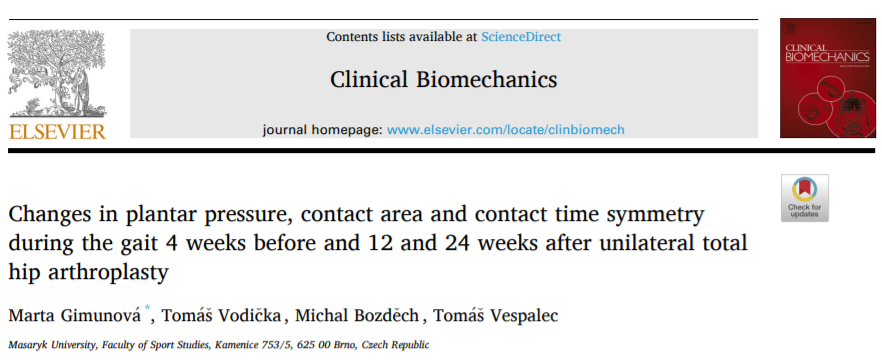 Contents lists available at ScienceDirect
Clinical Biomechanics
journal homepage: www.elsevier.com/locate/clinbiomech
ELSEVIER
CLINICAL
BIOMECHANICS
Check for
updates
Changes in plantar pressure, contact area and contact time symmetry
during the gait 4 weeks before and 12 and 24 weeks after unilateral total
hip arthroplasty
Marta Gimunová *, Tomáš Vodička, Michal Bozděch, Tomáš Vespalec
Masaryk University, Faculty of Sport Studies, Kamenice 753/5, 625 00 Brno, Czech Republic